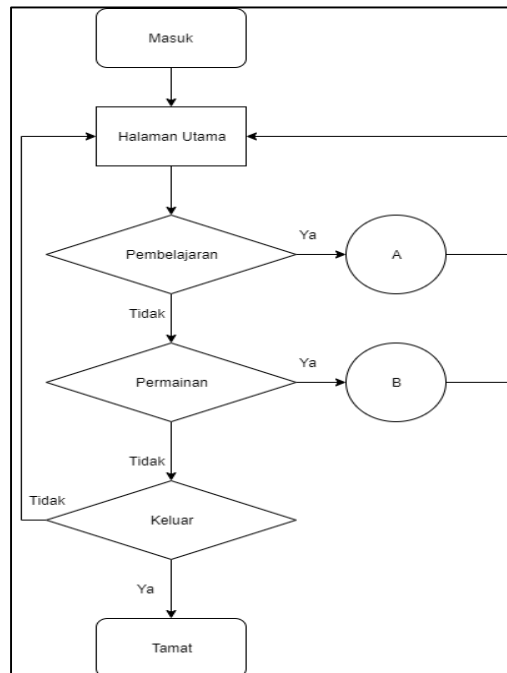 Masuk
Halaman Utama
Ya
Pembelajaran
A
Tidak
Ya
Permainan
B
Tidak
Tidak
Keluar
Ya
Tamat